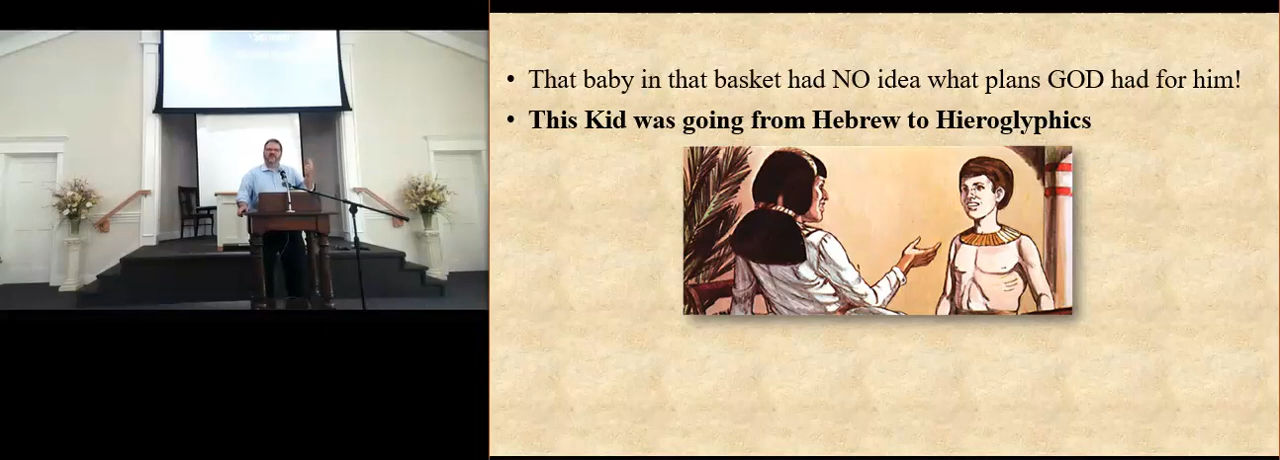 • That baby in that basket had NO idea what plans GOD had for him!
• This Kid was going from Hebrew to Hieroglyphics